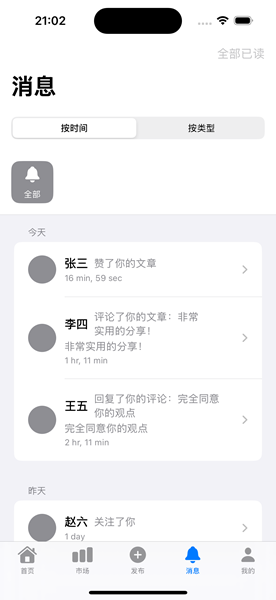 21:02
全部已读
消息
按时间 按类型
全部
今天
张三 赞了你的文章
16 min, 59 sec
李四 评论了你的文章：非常
实用的分享！
非常实用的分享！
1 hr, 11 min
王五 回复了你的评论：完全同意
你的观点
完全同意你的观点
2 hr, 11 min
昨天
赵六 关注了你
1 day
首页 市场 发布 消息 我的